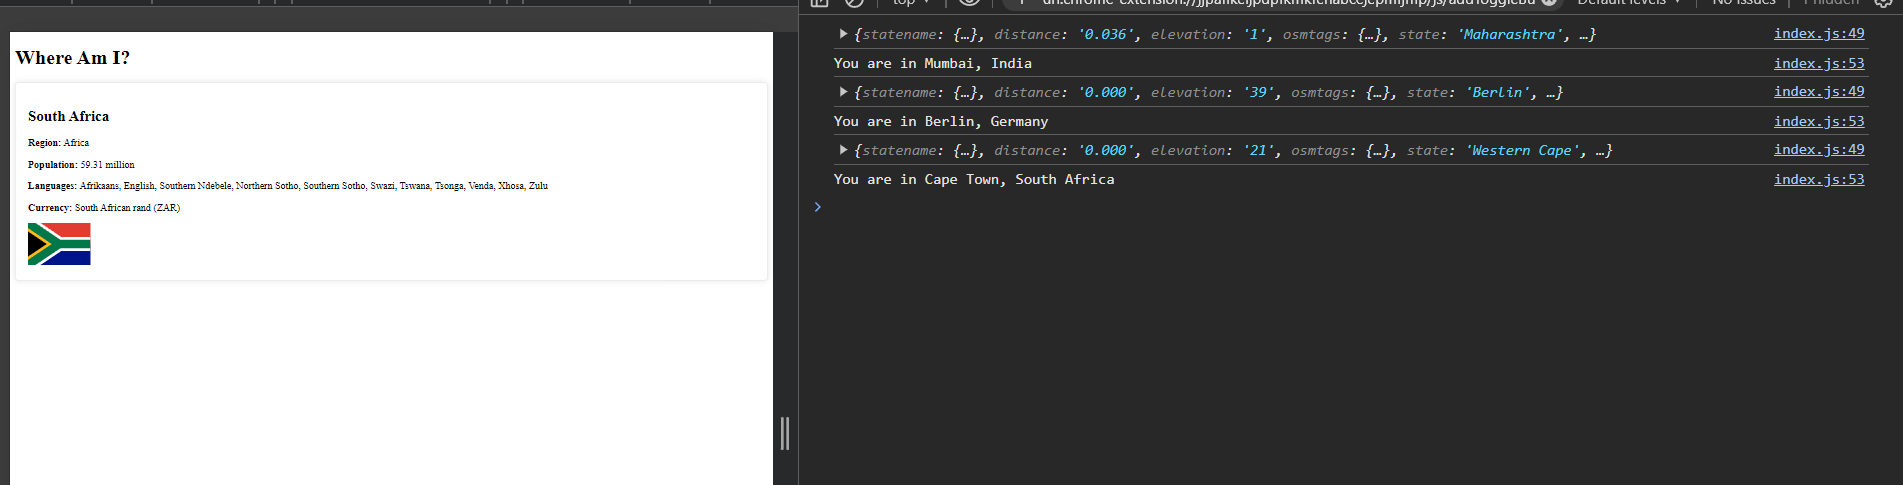 Where Am I?
South Africa
Region: Africa
Population: 59.31 million
Languages: Afrikaans, English, Southern Ndebele, Northern Sotho, Southern Sotho, Swazi, Tswana, Tsonga, Venda, Xhosa, Zulu
Currency: South African rand (ZAR)
top
Default levels
No Issues
1 hidden
{statename: {…}, distance: '0.036', elevation: '1', osmtags: {…}, state: 'Maharashtra', …} index.js:49
You are in Mumbai, India index.js:53
{statename: {…}, distance: '0.000', elevation: '39', osmtags: {…}, state: 'Berlin', …} index.js:49
You are in Berlin, Germany index.js:53
{statename: {…}, distance: '0.000', elevation: '21', osmtags: {…}, state: 'Western Cape', …} index.js:49
You are in Cape Town, South Africa index.js:53